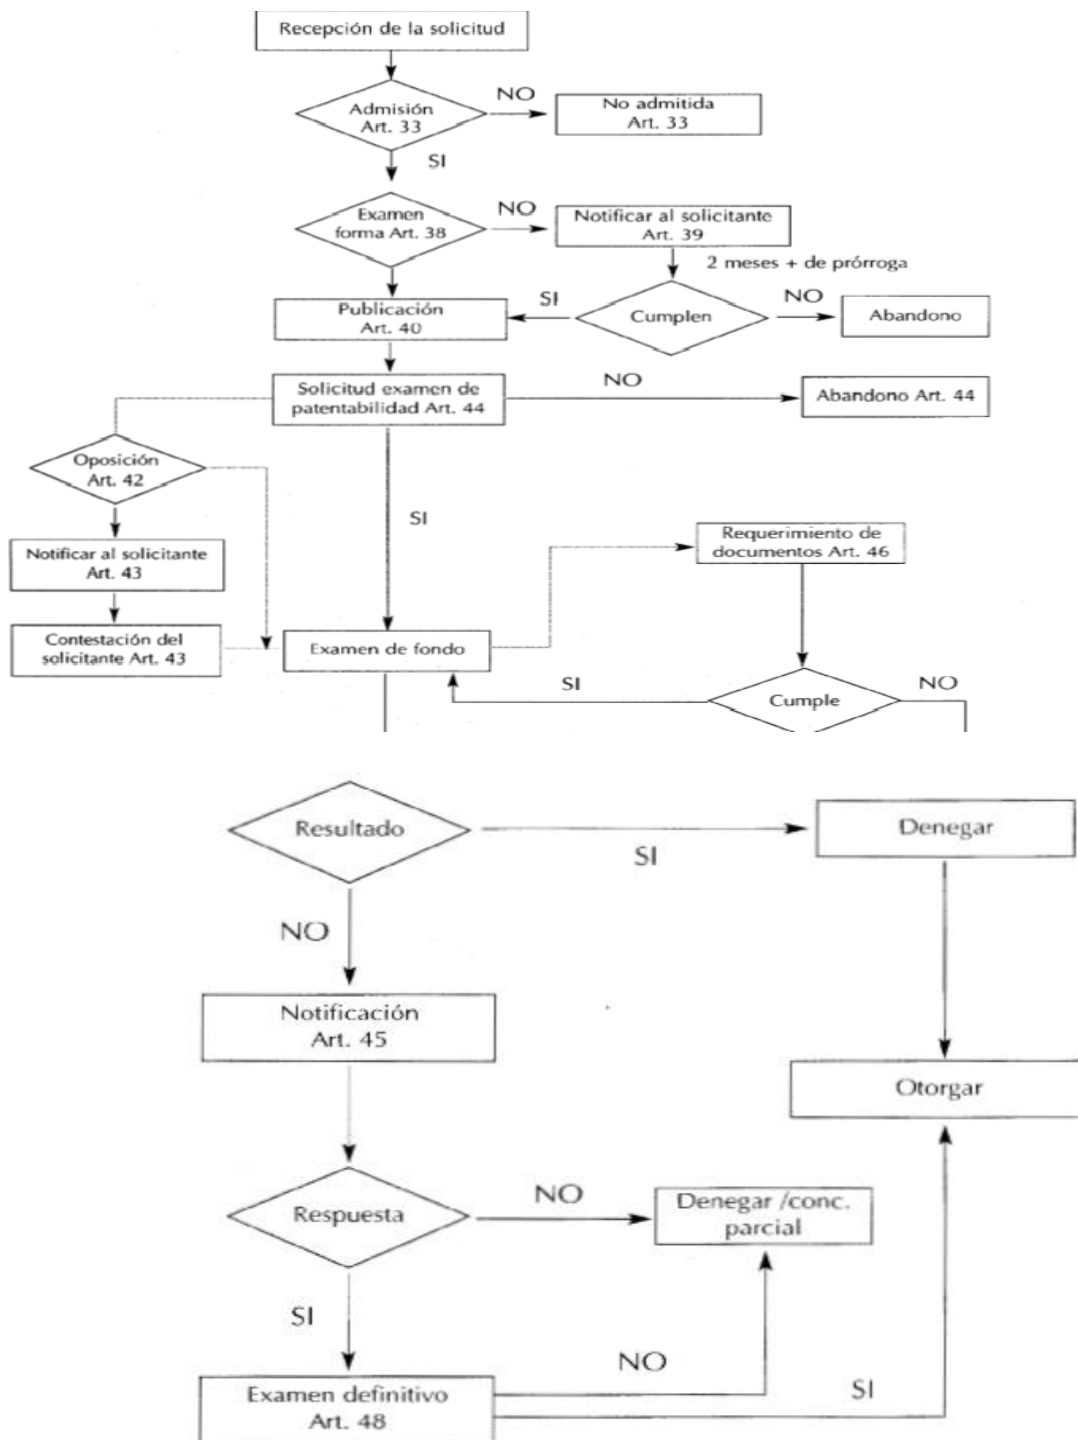 Recepción de la solicitud
Admisión
Art. 33
NO
No admitida
Art. 33
SI
Examen
forma Art. 38
NO
Notificar al solicitante
Art. 39
2 meses + de prórroga
Publicación
Art. 40
SI
Cumplen
NO
Abandono
Solicitud examen de
patentabilidad Art. 44
NO
Abandono Art. 44
Oposición
Art. 42
SI
Notificar al solicitante
Art. 43
Requerimiento de
documentos Art. 46
Contestación del
solicitante Art. 43
Examen de fondo
SI
Cumple
NO
Resultado
SI
Denegar
NO
Notificación
Art. 45
Otorgar
Respuesta
NO
Denegar /conc.
parcial
SI
NO
SI
Examen definitivo
Art. 48